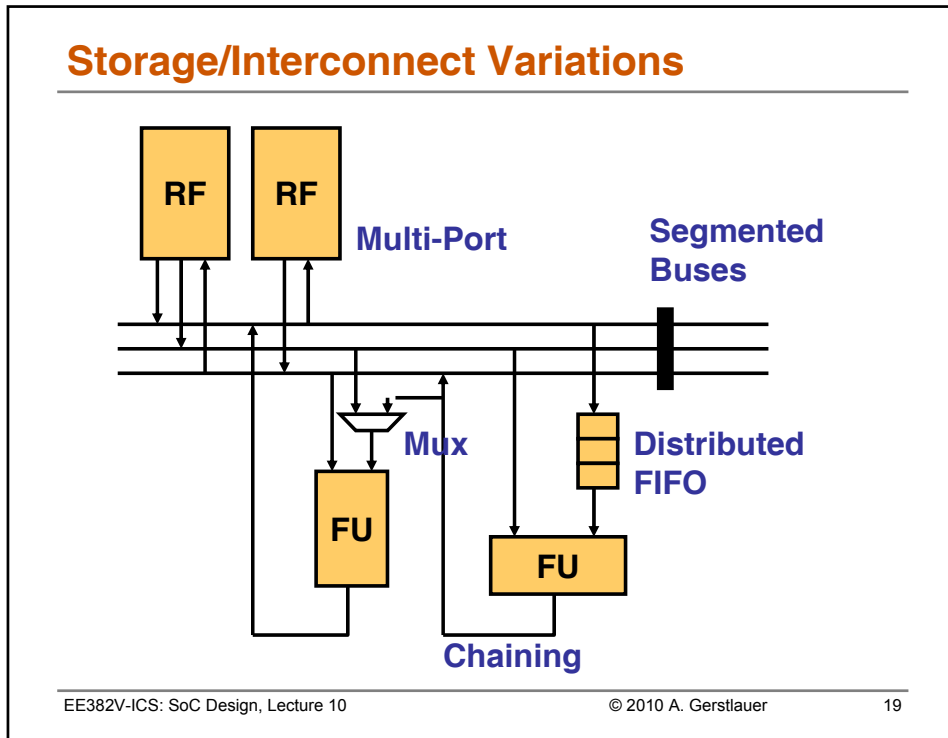 Storage/Interconnect Variations
RF
RF
Multi-Port
Segmented
Buses
Mux
Distributed
FIFO
FU
FU
Chaining
EE382V-ICS: SoC Design, Lecture 10
© 2010 A. Gerstlauer
19